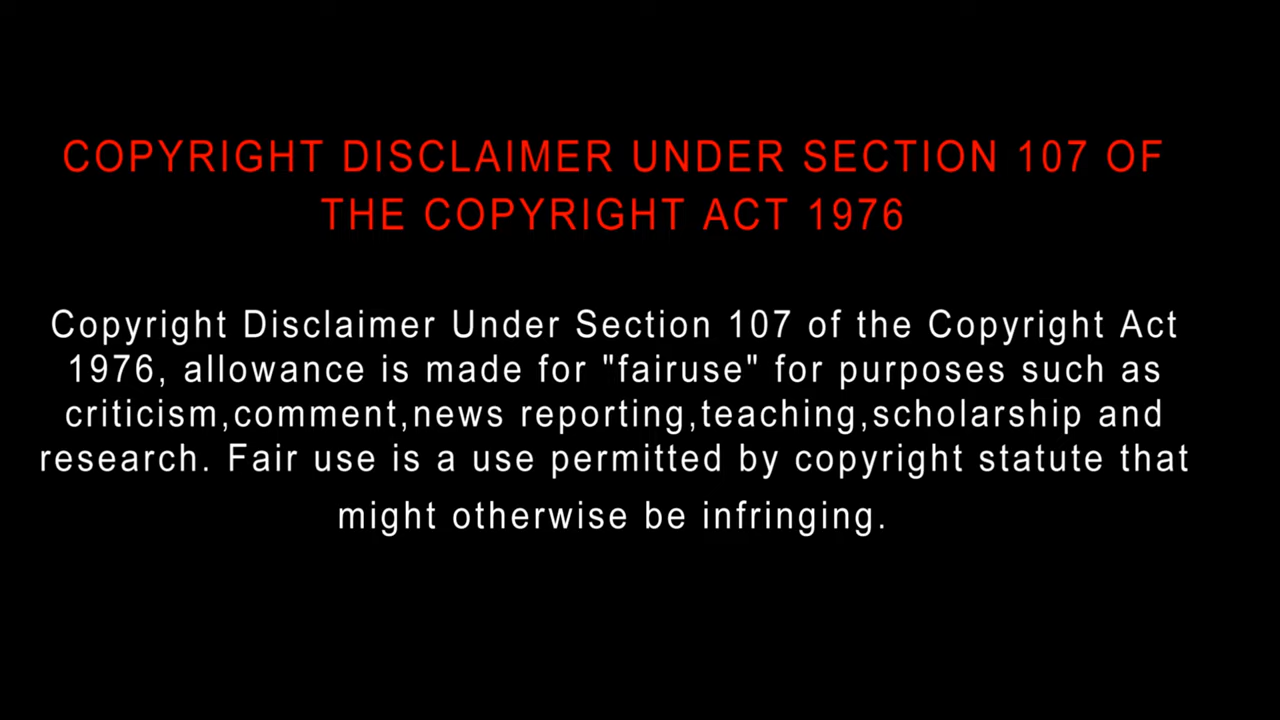 COPYRIGHT DISCLAIMER UNDER SECTION 107 OF
THE COPYRIGHT ACT 1976
Copyright Disclaimer Under Section 107 of the Copyright Act
1976, allowance is made for "fairuse" for purposes such as
criticism,comment,news reporting,teaching,scholarship and
research. Fair use is a use permitted by copyright statute that
might otherwise be infringing.